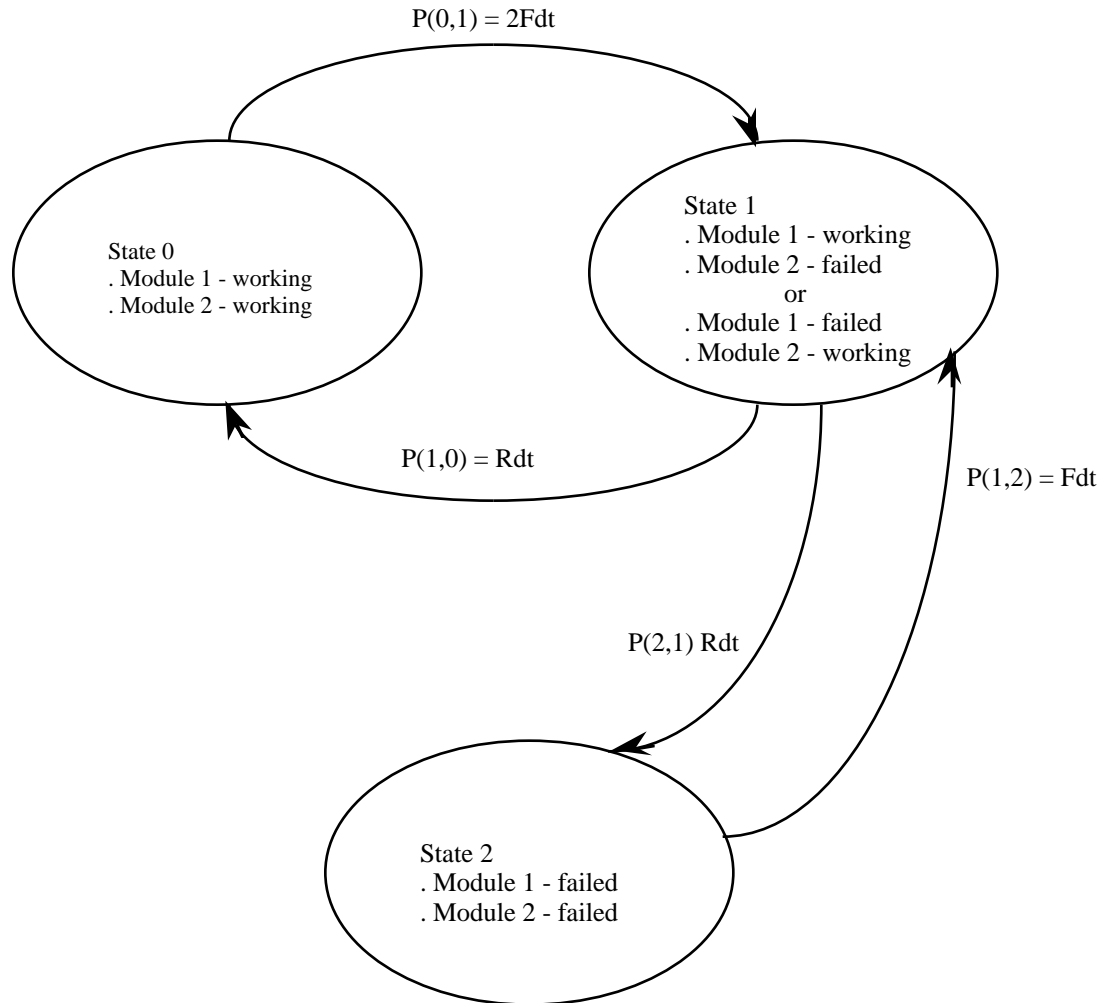 P(0,1) = 2Fdt
State 0
. Module 1 - working
. Module 2 - working
State 1
. Module 1 - working
. Module 2 - failed
or
. Module 1 - failed
. Module 2 - working
P(1,0) = Rdt
P(1,2) = Fdt
P(2,1) Rdt
State 2
. Module 1 - failed
. Module 2 - failed